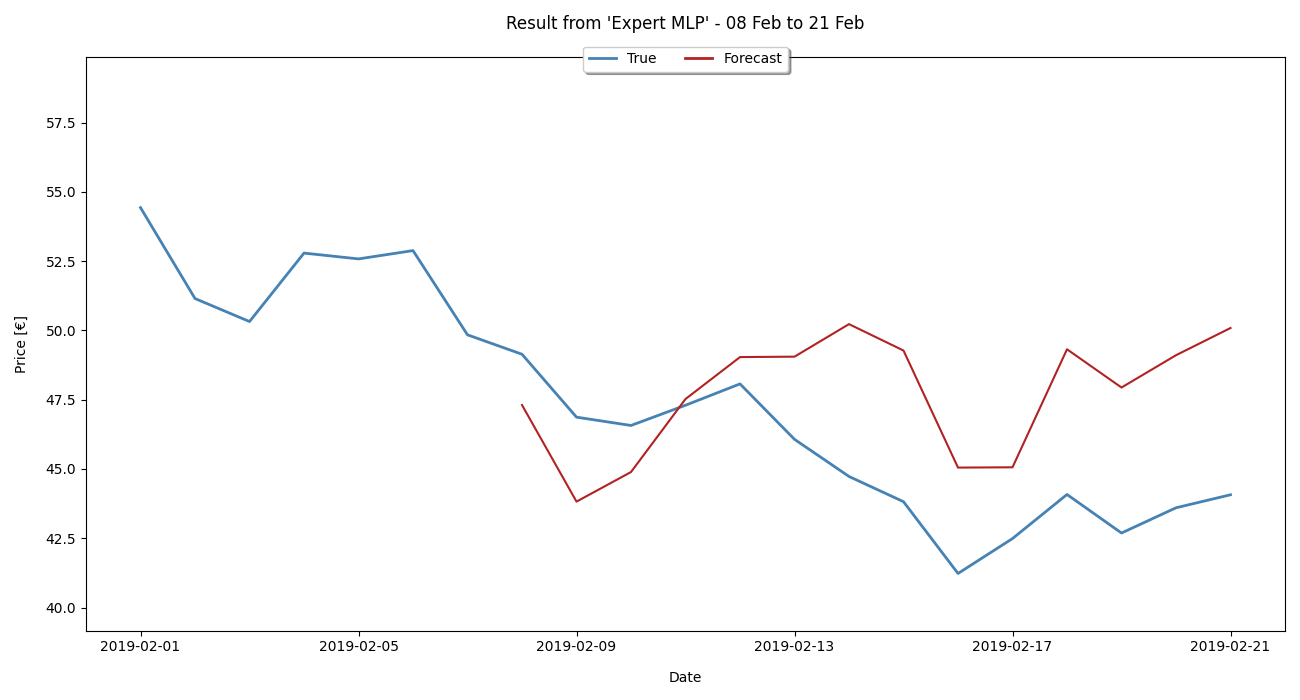 Result from 'Expert MLP' - 08 Feb to 21 Feb
True Forecast
57.5
55.0
52.5
50.0
47.5
45.0
42.5
40.0
Price [€]
2019-02-01 2019-02-05 2019-02-09 2019-02-13 2019-02-17 2019-02-21
Date